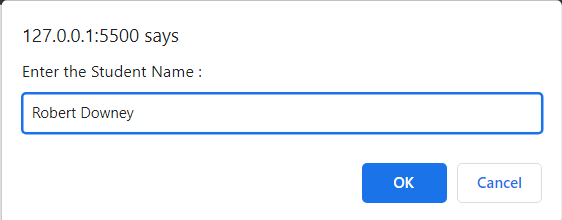 127.0.0.1:5500 says
Enter the Student Name :
Robert Downey
OK Cancel